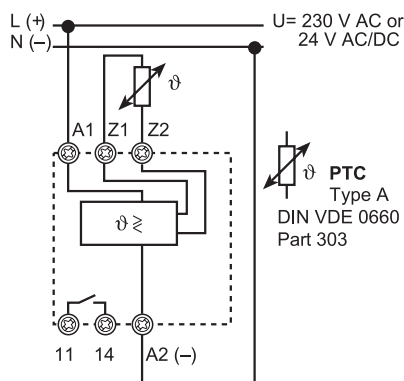 L (+)
U= 230 V AC or
N (–)
24 V AC/DC
ϑ
A1 Z1 Z2
ϑ PTC
Type A
DIN VDE 0660
Part 303
ϑ ≷
11 14 A2 (–)